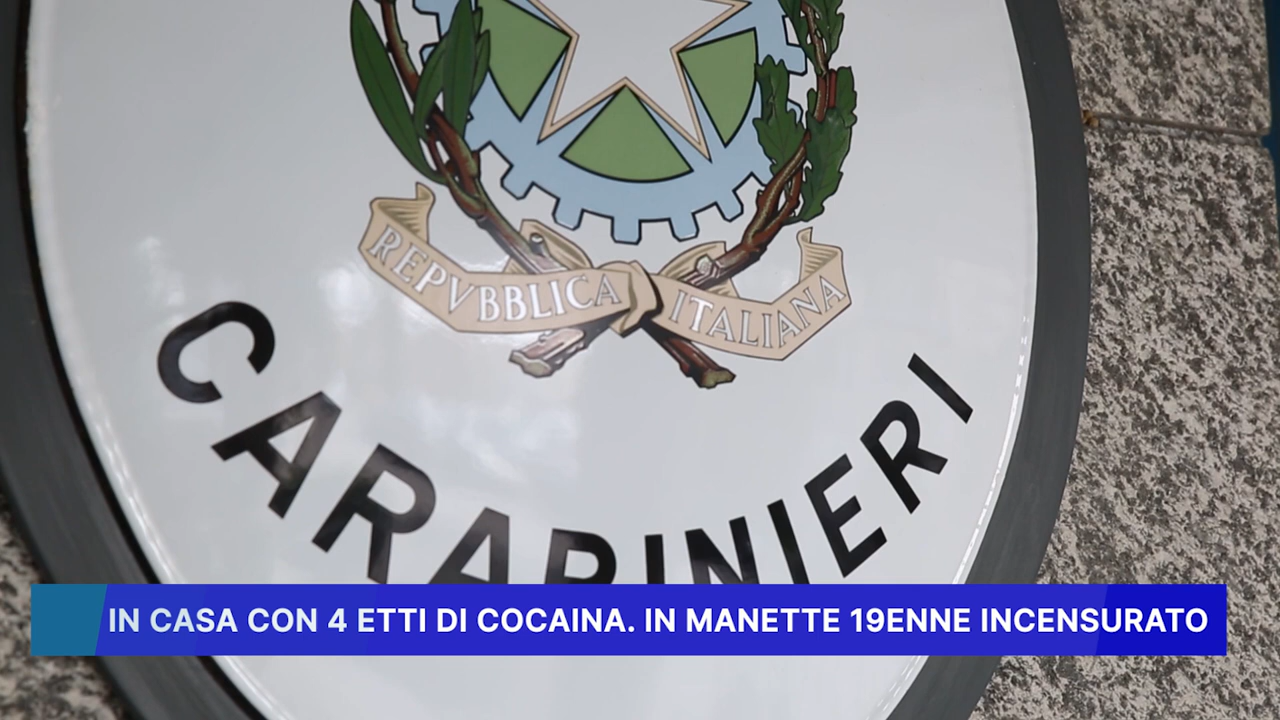 REPVBBLICA ITALIANA
CARABINIERI
IN CASA CON 4 ETTI DI COCAINA. IN MANETTE 19ENNE INCENSURATO